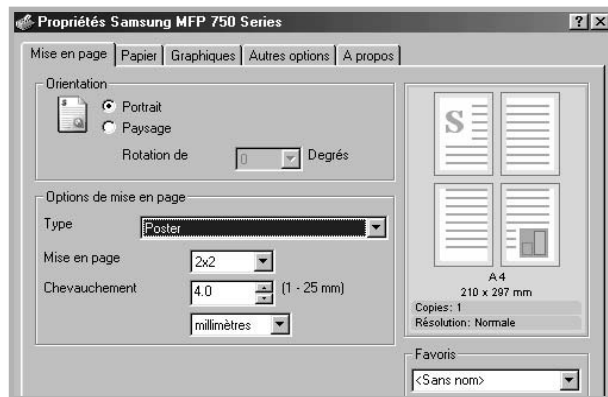 Propriétés Samsung MFP 750 Series
Mise en page Papier Graphiques Autres options A propos
Orientation
Portrait
Paysage
Rotation de 0 Degrés
Options de mise en page
Type Poster
Mise en page 2x2
Chevauchement 4.0 (1 - 25 mm)
millimètres
S
A4
210 x 297 mm
Copies: 1
Résolution: Normale
Favoris
<Sans nom>